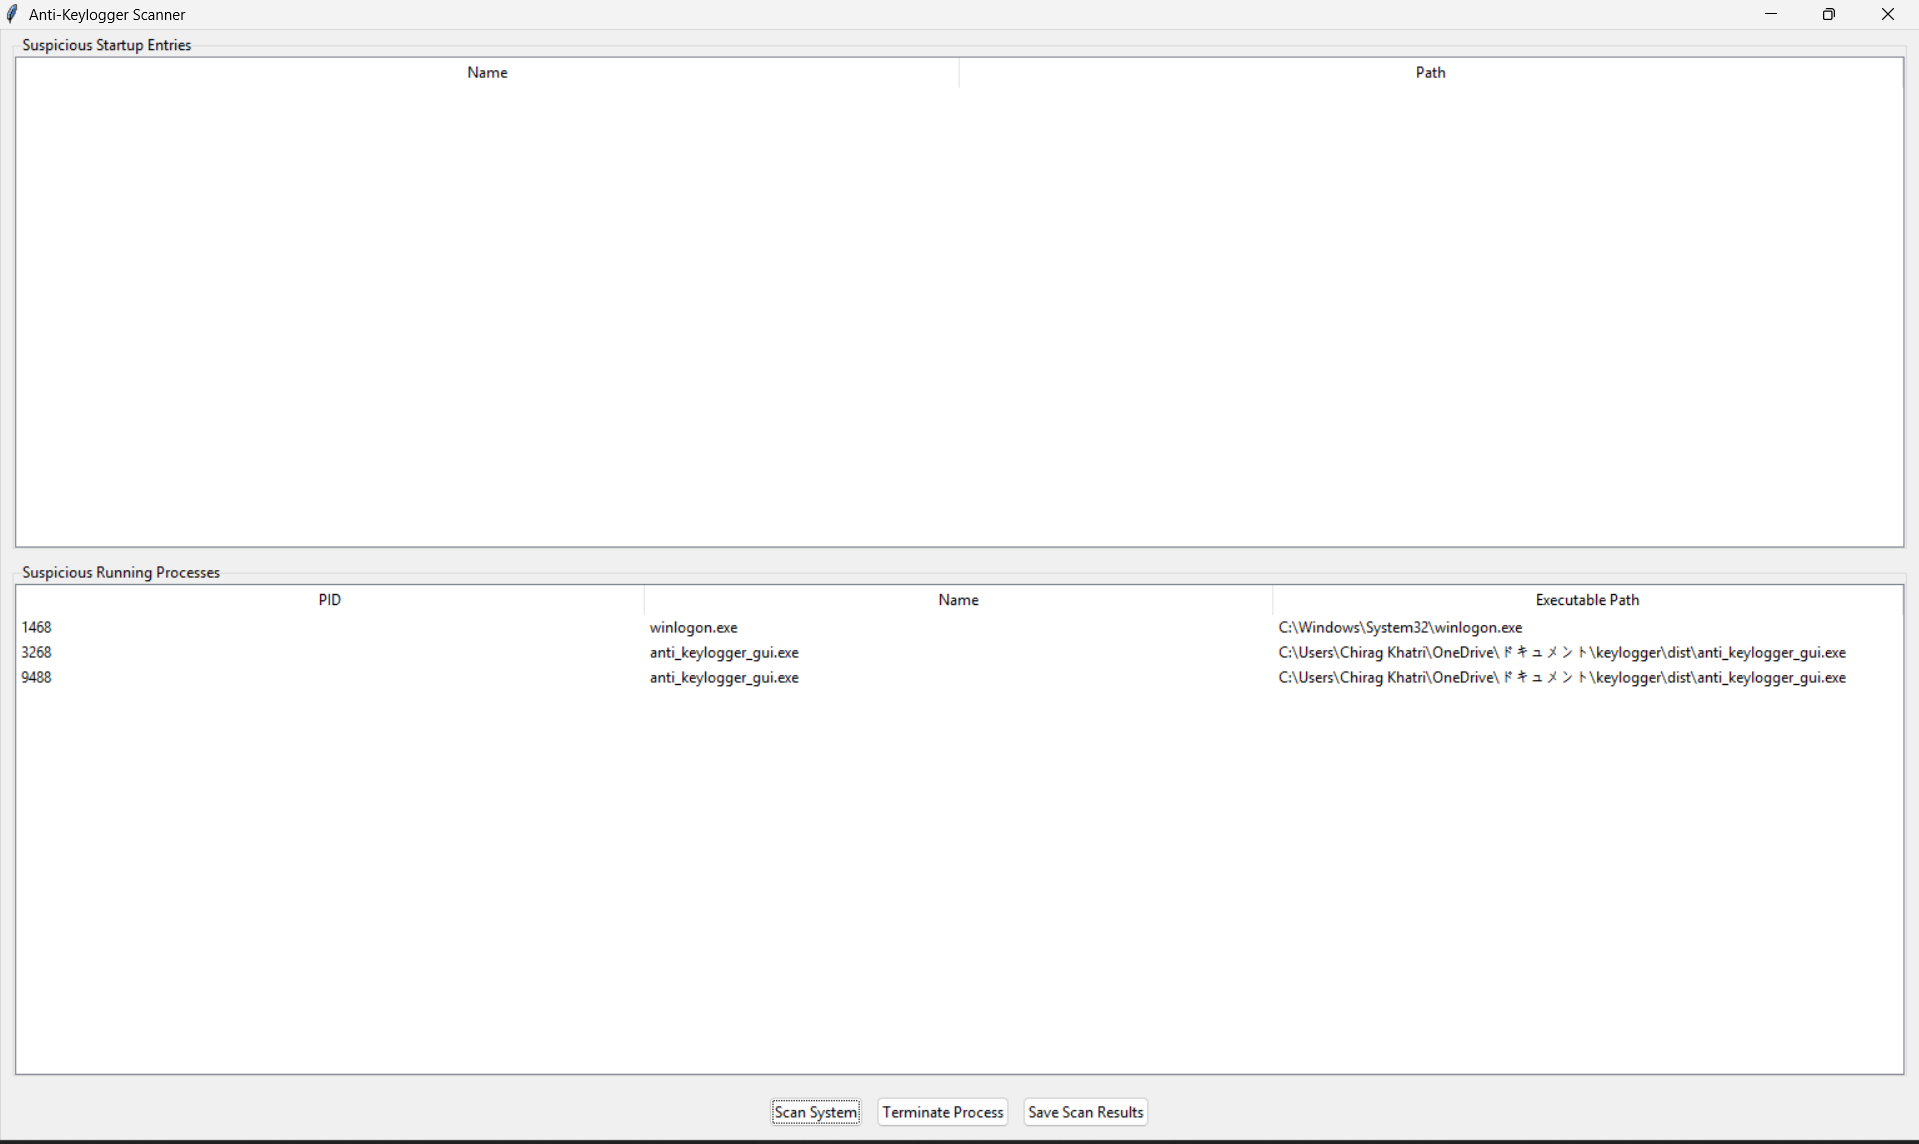 Anti-Keylogger Scanner
Suspicious Startup Entries
Name Path
Suspicious Running Processes
PID Name Executable Path
1468 winlogon.exe C:\Windows\System32\winlogon.exe
3268 anti_keylogger_gui.exe C:\Users\Chirag Khatri\OneDrive\ドキュメント\keylogger\dist\anti_keylogger_gui.exe
9488 anti_keylogger_gui.exe C:\Users\Chirag Khatri\OneDrive\ドキュメント\keylogger\dist\anti_keylogger_gui.exe
Scan System Terminate Process Save Scan Results